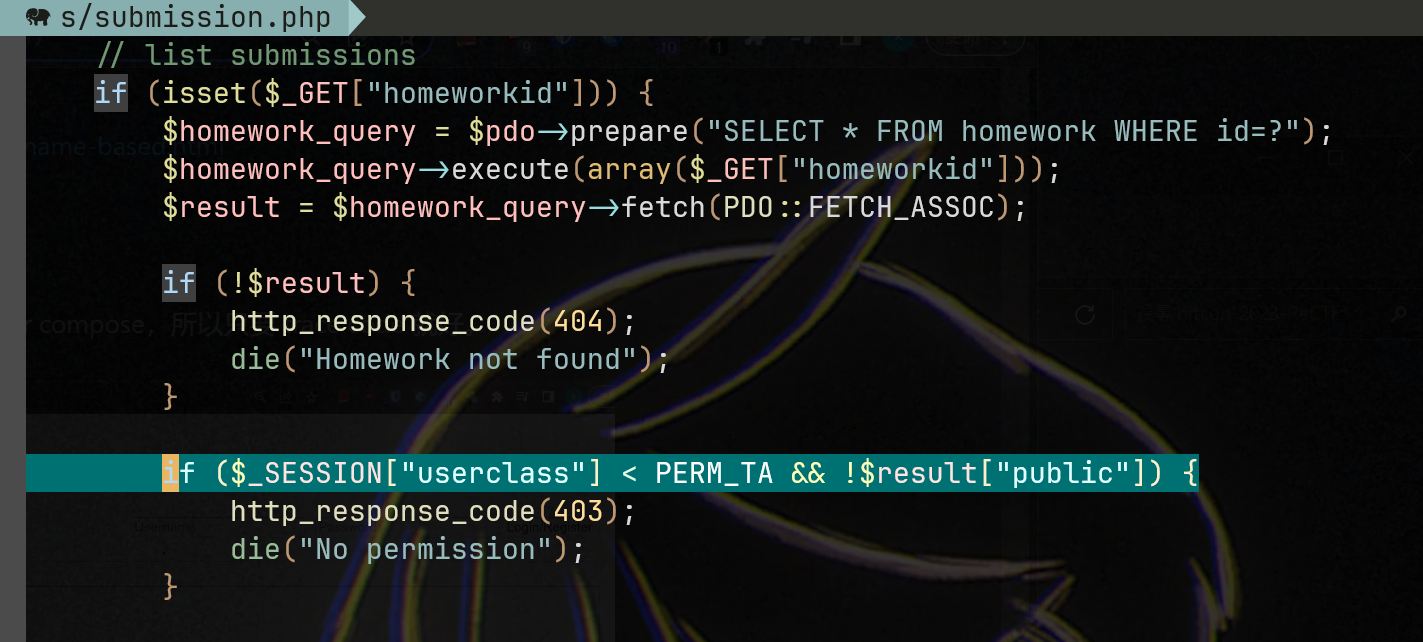 s/submission.php
// list submissions
if (isset($_GET["homeworkid"])) {
$homework_query = $pdo->prepare("SELECT * FROM homework WHERE id=?");
$homework_query->execute(array($_GET["homeworkid"]));
$result = $homework_query->fetch(PDO::FETCH_ASSOC);
if (!$result) {
http_response_code(404);
die("Homework not found");
}
if ($_SESSION["userclass"] < PERM_TA && !$result["public"]) {
http_response_code(403);
die("No permission");
}